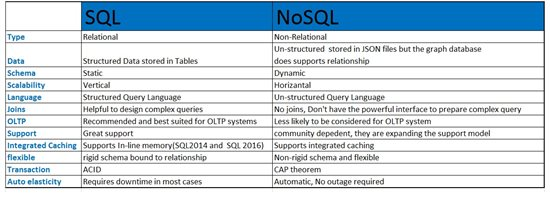 SQL NoSQL
Type Relational Non-Relational
Un-structured stored in JSON files but the graph database
Data Structured Data stored in Tables does supports relationship
Schema Static Dynamic
Scalability Vertical Horizantal
Language Structured Query Language Un-structured Query Language
Joins Helpful to design complex queries No joins, Don't have the powerful interface to prepare complex query
OLTP Recommended and best suited for OLTP systems Less likely to be considered for OLTP system
Support Great support community depedent, they are expanding the support model
Integrated Caching Supports In-line memory(SQL2014 and SQL 2016) Supports integrated caching
flexible rigid schema bound to relationship Non-rigid schema and flexible
Transaction ACID CAP theorem
Auto elasticity Requires downtime in most cases Automatic, No outage required